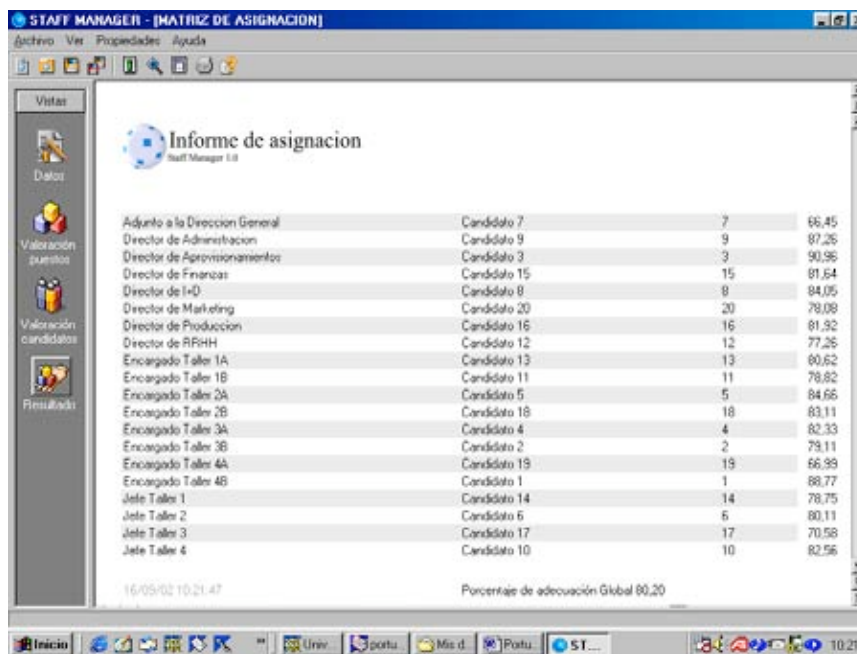 STAFF MANAGER - [MATRIZ DE ASIGNACION]
Archivo Ver Propiedades Ayuda
Vistas
Datos
Valoración puestos
Valoración candidatos
Resultado
Informe de asignacion
Staff Manager 1.0
Adjunto a la Direccion General Candidato 7 7 66,45
Director de Administracion Candidato 9 9 87,26
Director de Aprovisionamientos Candidato 3 3 90,96
Director de Finanzas Candidato 15 15 81,64
Director de I+D Candidato 8 8 84,05
Director de Marketing Candidato 20 20 78,08
Director de Produccion Candidato 16 16 81,92
Director de RRHH Candidato 12 12 77,26
Encargado Taller 1A Candidato 13 13 80,62
Encargado Taller 1B Candidato 11 11 78,82
Encargado Taller 2A Candidato 5 5 84,66
Encargado Taller 2B Candidato 18 18 83,11
Encargado Taller 3A Candidato 4 4 82,33
Encargado Taller 3B Candidato 2 2 79,11
Encargado Taller 4A Candidato 19 19 66,99
Encargado Taller 4B Candidato 1 1 88,77
Jefe Taller 1 Candidato 14 14 78,75
Jefe Taller 2 Candidato 6 6 80,11
Jefe Taller 3 Candidato 17 17 70,58
Jefe Taller 4 Candidato 10 10 82,56
16/09/02 10:21:47 Porcentaje de adecuación Global 80,20
Inicio Univ... portu... Mis d... Portu... ST...